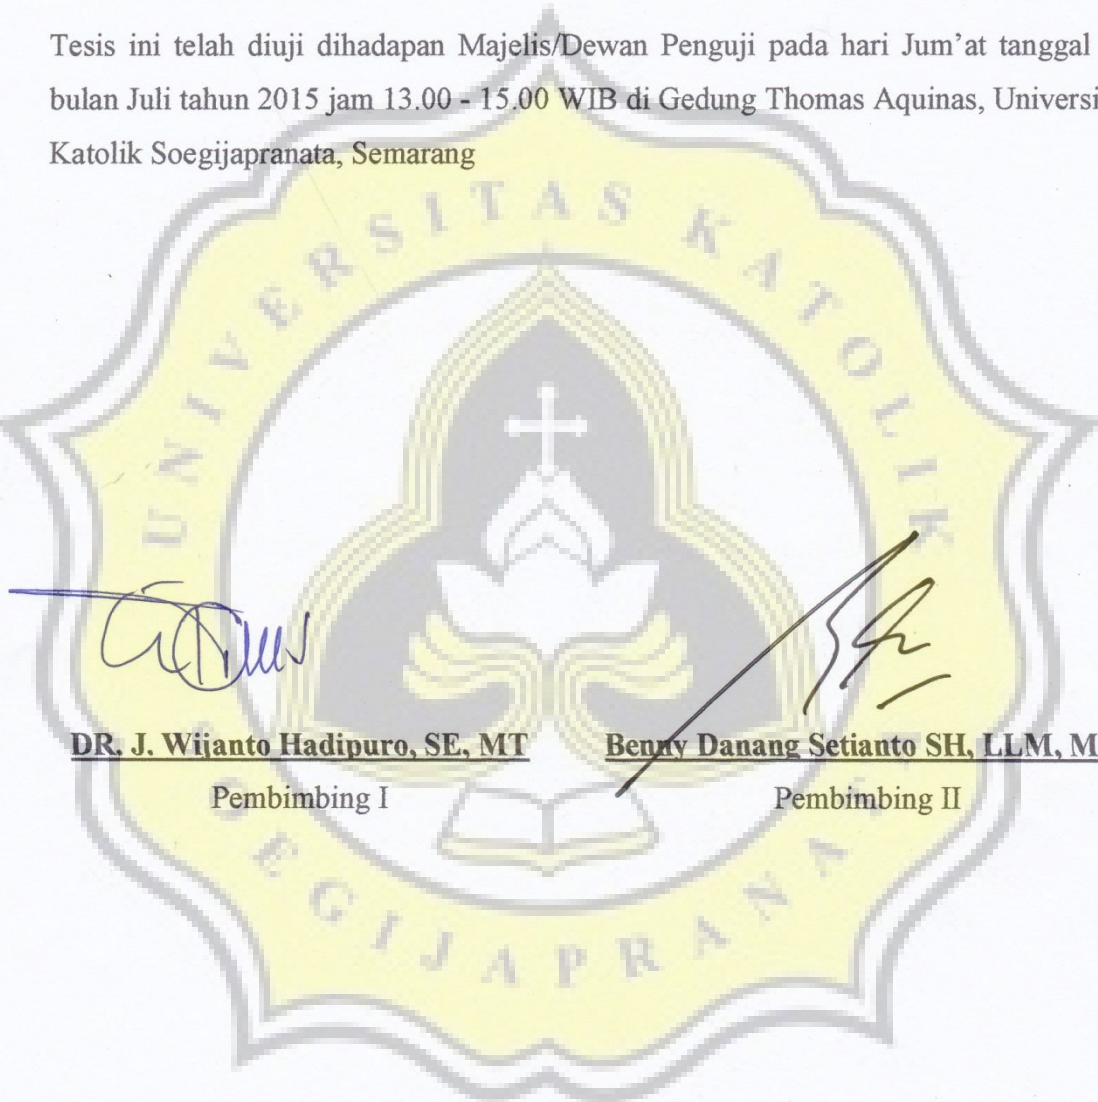 Tesis ini telah diuji dihadapan Majelis/Dewan Penguji pada hari Jum'at tanggal
bulan Juli tahun 2015 jam 13.00 - 15.00 WIB di Gedung Thomas Aquinas, Universi
Katolik Soegijapranata, Semarang
UNIVERSITAS KATOLIK
DR. J. Wijanto Hadipuro, SE, MT Benny Danang Setianto SH, LLM, M
Pembimbing I Pembimbing II
SOEGIJAPRANATA